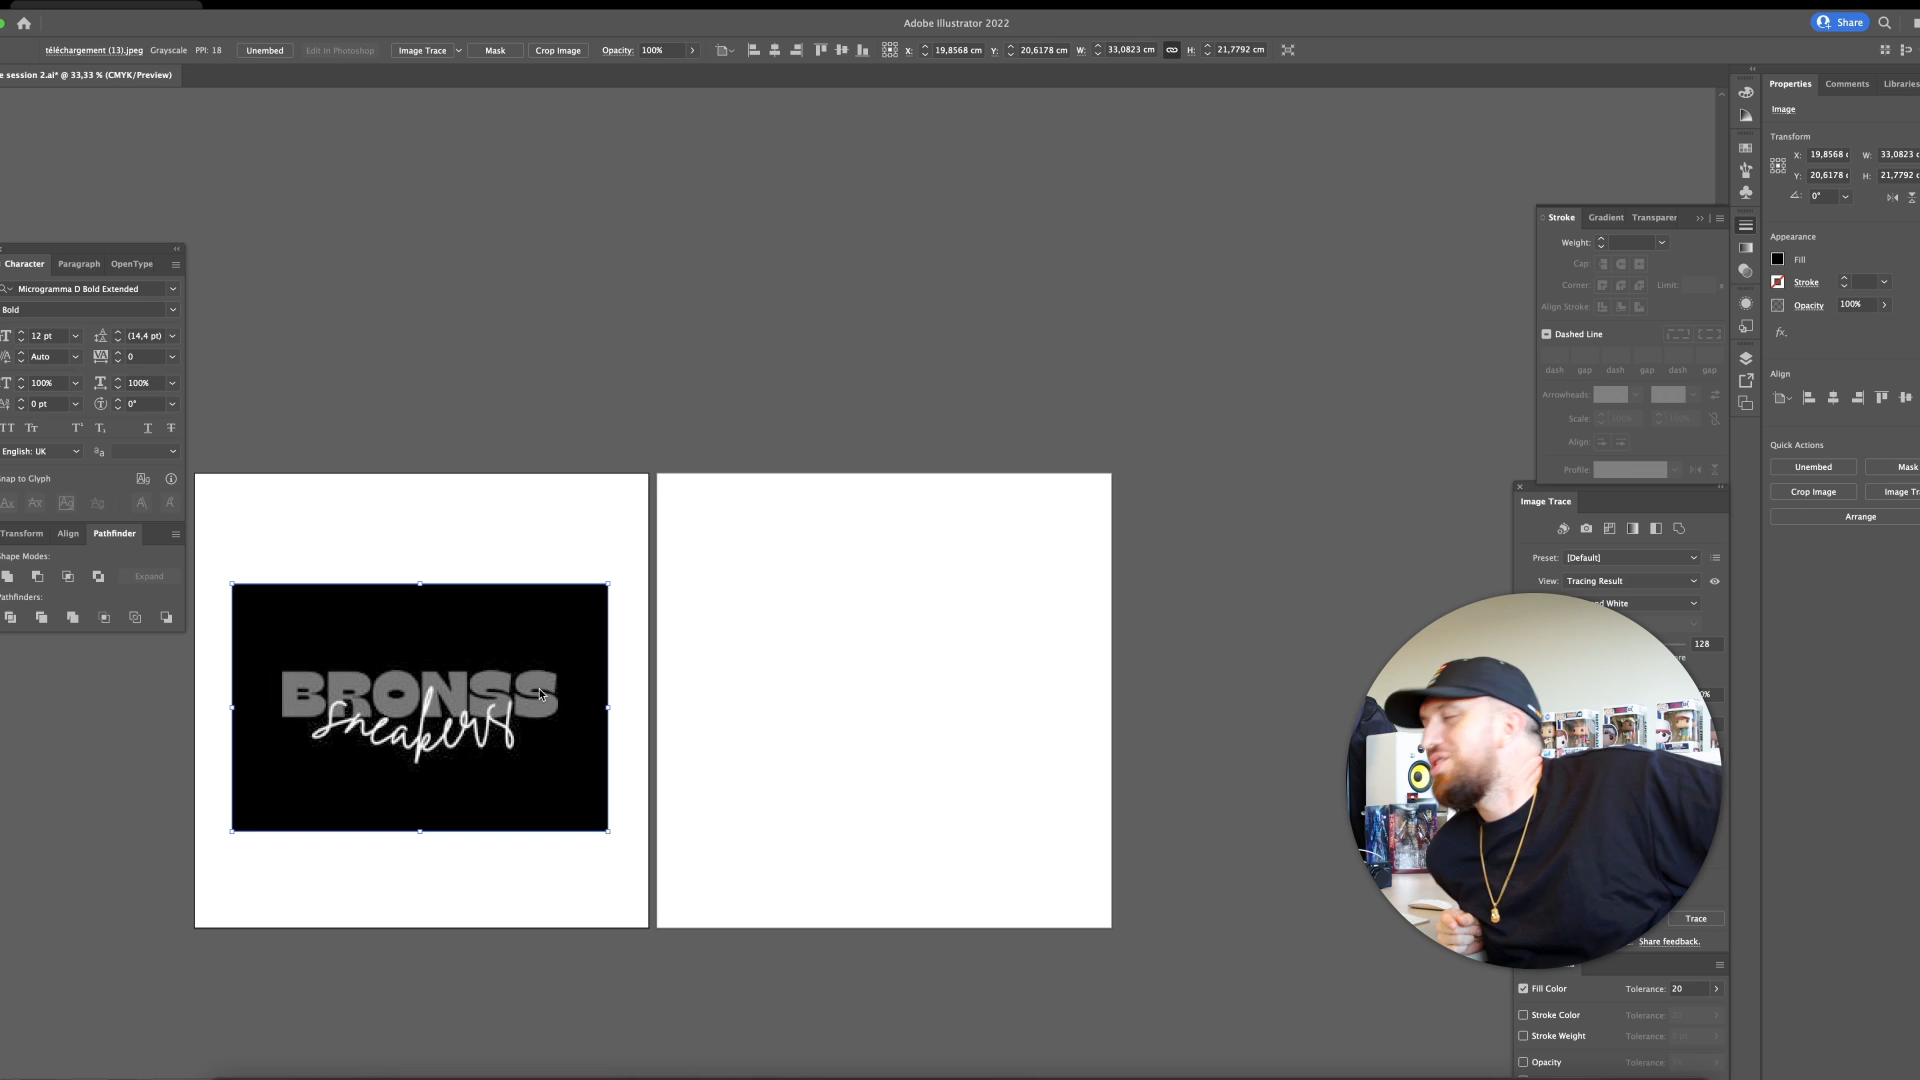 Adobe Illustrator 2022
Share
téléchargement (13).jpeg Grayscale PPI: 18 Unembed Edit in Photoshop Image Trace Mask Crop Image Opacity: 100% X: 19,8568 cm Y: 20,6178 cm W: 33,0823 cm H: 21,7792 cm
e session 2.ai* @ 33,33 % (CMYK/Preview)
Character Paragraph OpenType
Microgramma D Bold Extended
Bold
12 pt (14,4 pt)
Auto 0
100% 100%
0 pt 0°
English: UK
Snap to Glyph
Transform Align Pathfinder
Shape Modes:
Expand
Pathfinders:
BRONSS
sneakers
Stroke Gradient Transparer
Weight:
Cap:
Corner: Limit:
Align Stroke:
Dashed Line
dash gap dash gap dash gap
Arrowheads:
Scale: 100% 100%
Align:
Profile:
Image Trace
Preset: [Default]
View: Tracing Result
nd White
128
0%
Trace
Share feedback.
Fill Color Tolerance: 20
Stroke Color Tolerance:
Stroke Weight Tolerance:
Opacity Tolerance:
Properties Comments Libraries
Image
Transform
X: 19,8568 c W: 33,0823 cm
Y: 20,6178 c H: 21,7792 cm
0°
Appearance
Fill
Stroke
Opacity 100%
fx.
Align
Quick Actions
Unembed Mask
Crop Image Image Tr
Arrange